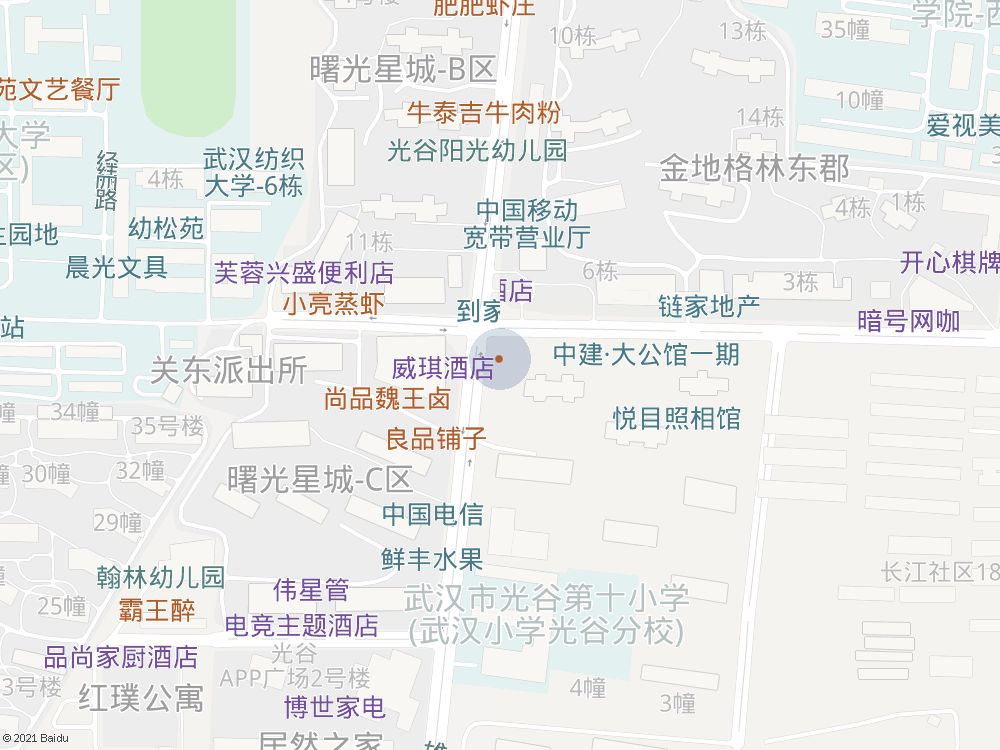 肥肥虾庄
10栋
13栋
35幢
曙光星城-B区
苑文艺餐厅
牛泰吉牛肉粉
10幢
14栋
爱视美
大学
区)
经丽路
武汉纺织
大学-6栋
4栋
光谷阳光幼儿园
金地格林东郡
1栋
4栋
幼松苑
中国移动
宽带营业厅
11栋
晨光文具
芙蓉兴盛便利店
6栋
3栋
开心棋牌
酒店
小亮蒸虾
到家
链家地产
暗号网咖
站
关东派出所
威琪酒店
中建·大公馆一期
尚品魏王卤
悦目照相馆
34幢
35号楼
良品铺子
30幢
32幢
曙光星城-C区
29幢
中国电信
鲜丰水果
翰林幼儿园
伟星管
长江社区18
25幢
霸王醉
武汉市光谷第十小学
(武汉小学光谷分校)
电竞主题酒店
品尚家厨酒店
光谷
APP广场2号楼
3号楼
红璞公寓
博世家电
4幢
3幢
居然之家
© 2021 Baidu